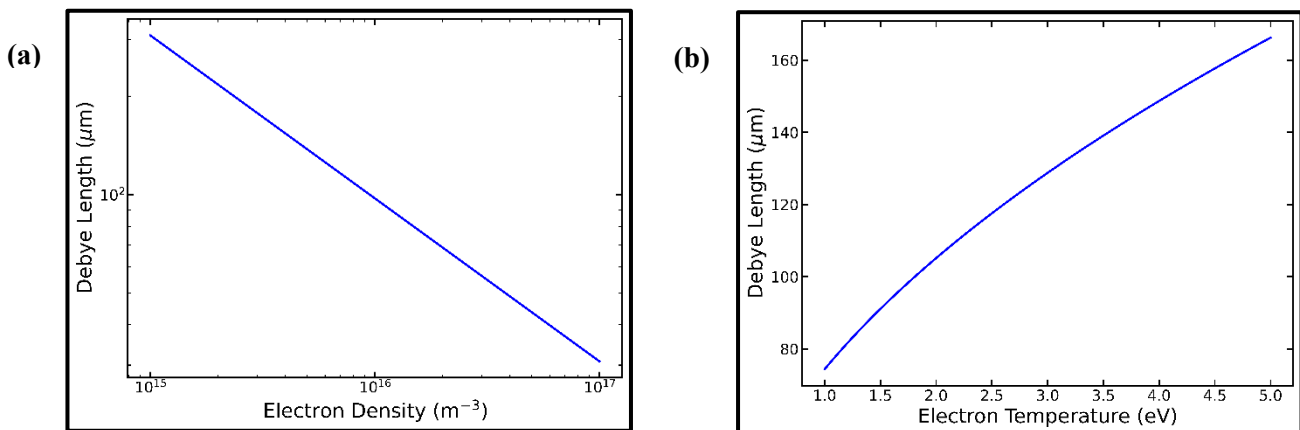 (a)
Debye Length (μm)
10²
10¹⁵ 10¹⁶ 10¹⁷
Electron Density (m⁻³)
(b)
Debye Length (μm)
160
140
120
100
80
1.0 1.5 2.0 2.5 3.0 3.5 4.0 4.5 5.0
Electron Temperature (eV)